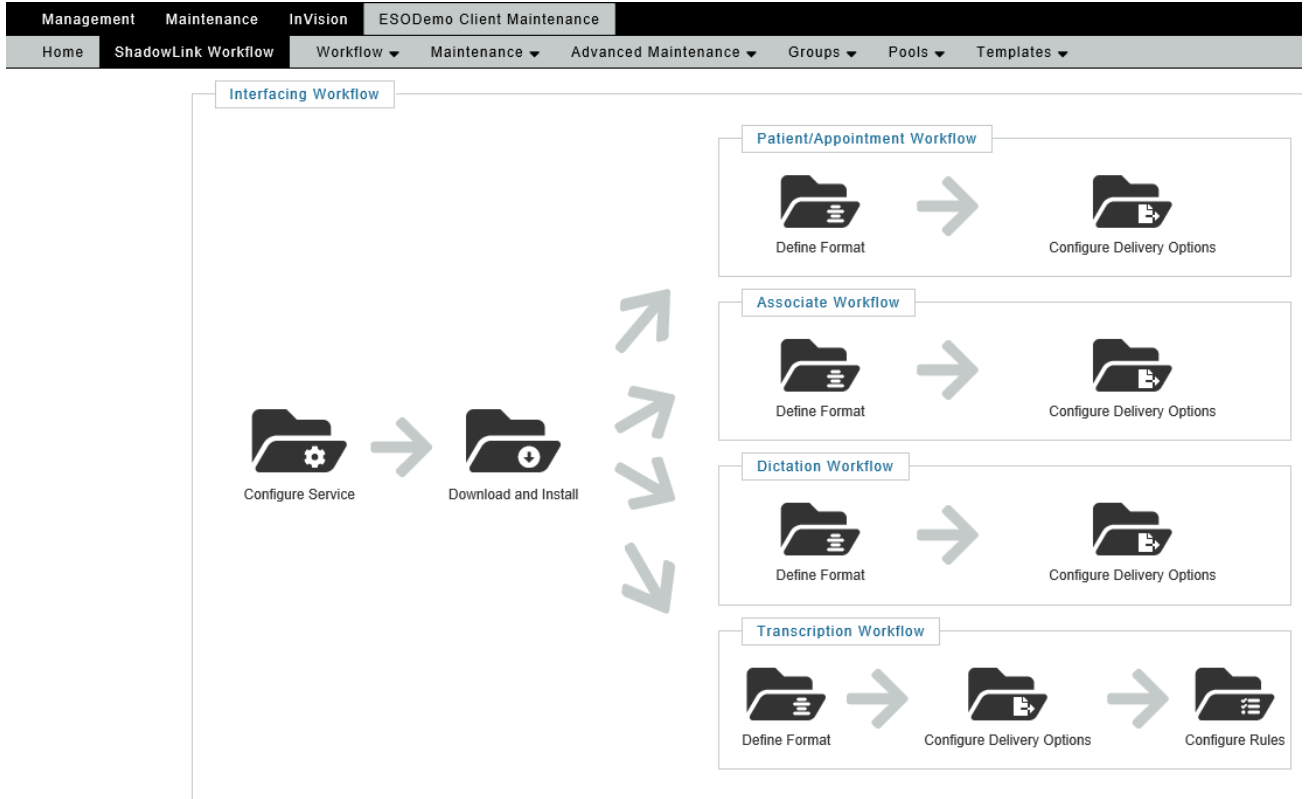 Management Maintenance InVision ESODemo Client Maintenance
Home ShadowLink Workflow Workflow Maintenance Advanced Maintenance Groups Pools Templates
Interfacing Workflow
Patient/Appointment Workflow
Define Format Configure Delivery Options
Associate Workflow
Define Format Configure Delivery Options
Configure Service Download and Install
Dictation Workflow
Define Format Configure Delivery Options
Transcription Workflow
Define Format Configure Delivery Options Configure Rules